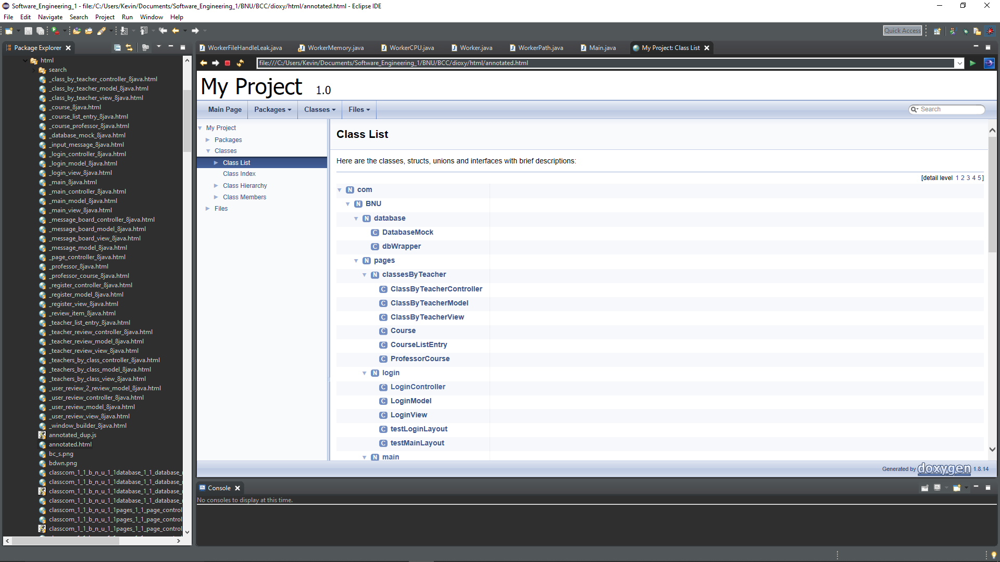 Software_Engineering_1 - file:/C:/Users/Kevin/Documents/Software_Engineering_1/BNU/BCC/dioxy/html/annotated.html - Eclipse IDE
File Edit Navigate Search Project Run Window Help
Quick Access
Package Explorer
html
search
_class_by_teacher_controller_8java.html
_class_by_teacher_model_8java.html
_class_by_teacher_view_8java.html
_course_8java.html
_course_list_entry_8java.html
_course_professor_8java.html
_database_mock_8java.html
_input_message_8java.html
_login_controller_8java.html
_login_model_8java.html
_login_view_8java.html
_main_8java.html
_main_controller_8java.html
_main_model_8java.html
_main_view_8java.html
_message_board_controller_8java.html
_message_board_model_8java.html
_message_board_view_8java.html
_message_model_8java.html
_page_controller_8java.html
_professor_8java.html
_professor_course_8java.html
_register_controller_8java.html
_register_model_8java.html
_register_view_8java.html
_review_item_8java.html
_teacher_list_entry_8java.html
_teacher_review_controller_8java.html
_teacher_review_model_8java.html
_teacher_review_view_8java.html
_teachers_by_class_controller_8java.html
_teachers_by_class_model_8java.html
_teachers_by_class_view_8java.html
_user_review_2_review_model_8java.html
_user_review_controller_8java.html
_user_review_model_8java.html
_user_review_view_8java.html
_window_builder_8java.html
annotated_dup.js
annotated.html
bc_s.png
bdwn.png
classcom_1_1_b_n_u_1_1database_1_1_database_
classcom_1_1_b_n_u_1_1database_1_1_database_
classcom_1_1_b_n_u_1_1database_1_1_database_
classcom_1_1_b_n_u_1_1database_1_1_database_
classcom_1_1_b_n_u_1_1pages_1_1_page_control
classcom_1_1_b_n_u_1_1pages_1_1_page_control
classcom_1_1_b_n_u_1_1pages_1_1_page_control
WorkerFileHandleLeak.java WorkerMemory.java WorkerCPU.java Worker.java WorkerPath.java Main.java My Project: Class List
file:///C:/Users/Kevin/Documents/Software_Engineering_1/BNU/BCC/dioxy/html/annotated.html
My Project 1.0
Main Page Packages Classes Files Search
My Project
Packages
Classes
Class List
Class Index
Class Hierarchy
Class Members
Files
Class List
Here are the classes, structs, unions and interfaces with brief descriptions:
[detail level 1 2 3 4 5]
N com
N BNU
N database
C DatabaseMock
C dbWrapper
N pages
N classesByTeacher
C ClassByTeacherController
C ClassByTeacherModel
C ClassByTeacherView
C Course
C CourseListEntry
C ProfessorCourse
N login
C LoginController
C LoginModel
C LoginView
C testLoginLayout
C testMainLayout
N main
Generated by doxygen 1.8.14
Console
No consoles to display at this time.